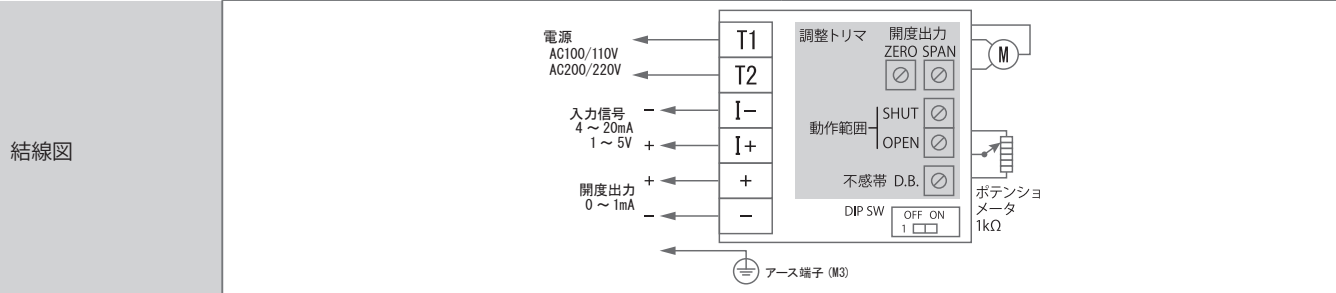 結線図
電源
AC100/110V
AC200/220V
入力信号
4 ~ 20mA
1 ~ 5V
開度出力
0 ~ 1mA
－
＋
＋
－
T1
T2
I−
I+
+
−
調整トリマ
開度出力
ZERO SPAN
動作範囲
SHUT
OPEN
不感帯 D.B.
DIP SW
OFF ON
1
M
ポテンショ
メータ
1kΩ
アース端子 (M3)